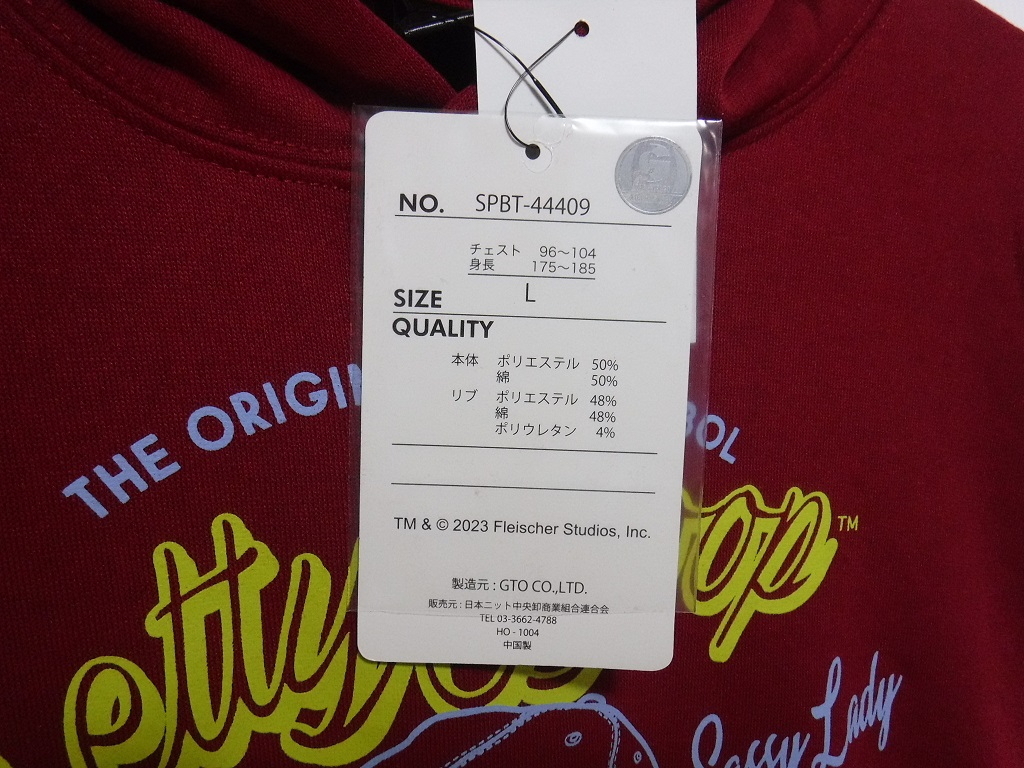 NO. SPBT-44409
チェスト 96～104
身長 175～185
SIZE L
QUALITY
本体 ポリエステル 50%
綿 50%
リブ ポリエステル 48%
綿 48%
ポリウレタン 4%
TM & © 2023 Fleischer Studios, Inc.
製造元 : GTO CO.,LTD.
販売元 : 日本ニット中央卸商業組合連合会
TEL 03-3662-4788
HO - 1004
中国製
THE ORIGIN
BOL
etty
oop™
Sassy Lady